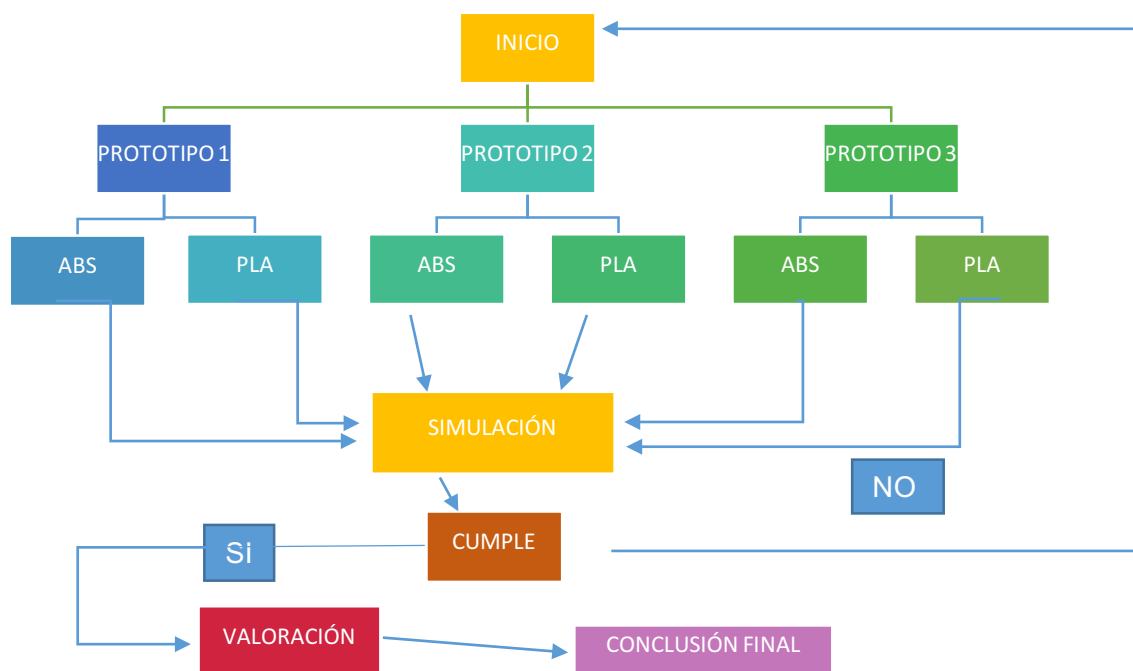 INICIO
PROTOTIPO 1
PROTOTIPO 2
PROTOTIPO 3
ABS
PLA
ABS
PLA
ABS
PLA
SIMULACIÓN
NO
CUMPLE
Si
VALORACIÓN
CONCLUSIÓN FINAL